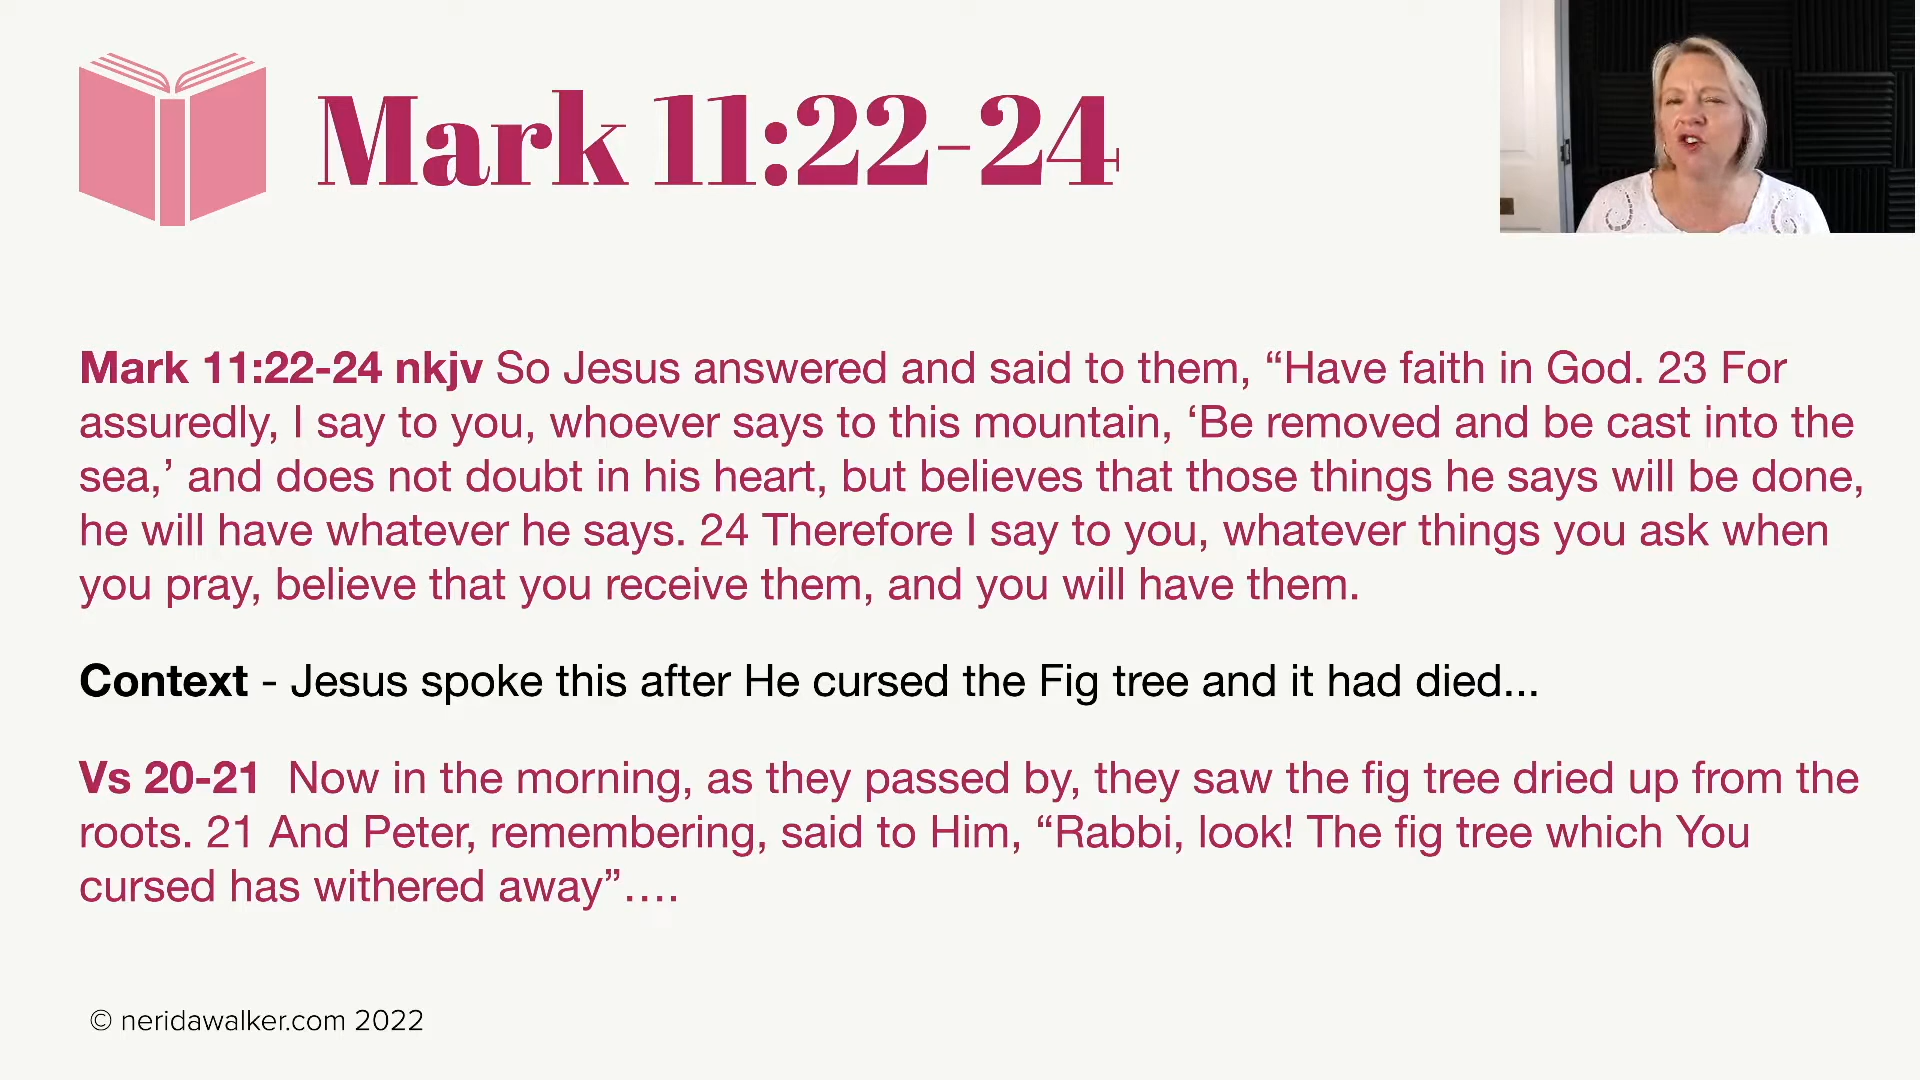 Mark 11:22-24
Mark 11:22-24 nkjv So Jesus answered and said to them, “Have faith in God. 23 For
assuredly, I say to you, whoever says to this mountain, ‘Be removed and be cast into the
sea,’ and does not doubt in his heart, but believes that those things he says will be done,
he will have whatever he says. 24 Therefore I say to you, whatever things you ask when
you pray, believe that you receive them, and you will have them.
Context - Jesus spoke this after He cursed the Fig tree and it had died...
Vs 20-21  Now in the morning, as they passed by, they saw the fig tree dried up from the
roots. 21 And Peter, remembering, said to Him, “Rabbi, look! The fig tree which You
cursed has withered away”….
© neridawalker.com 2022